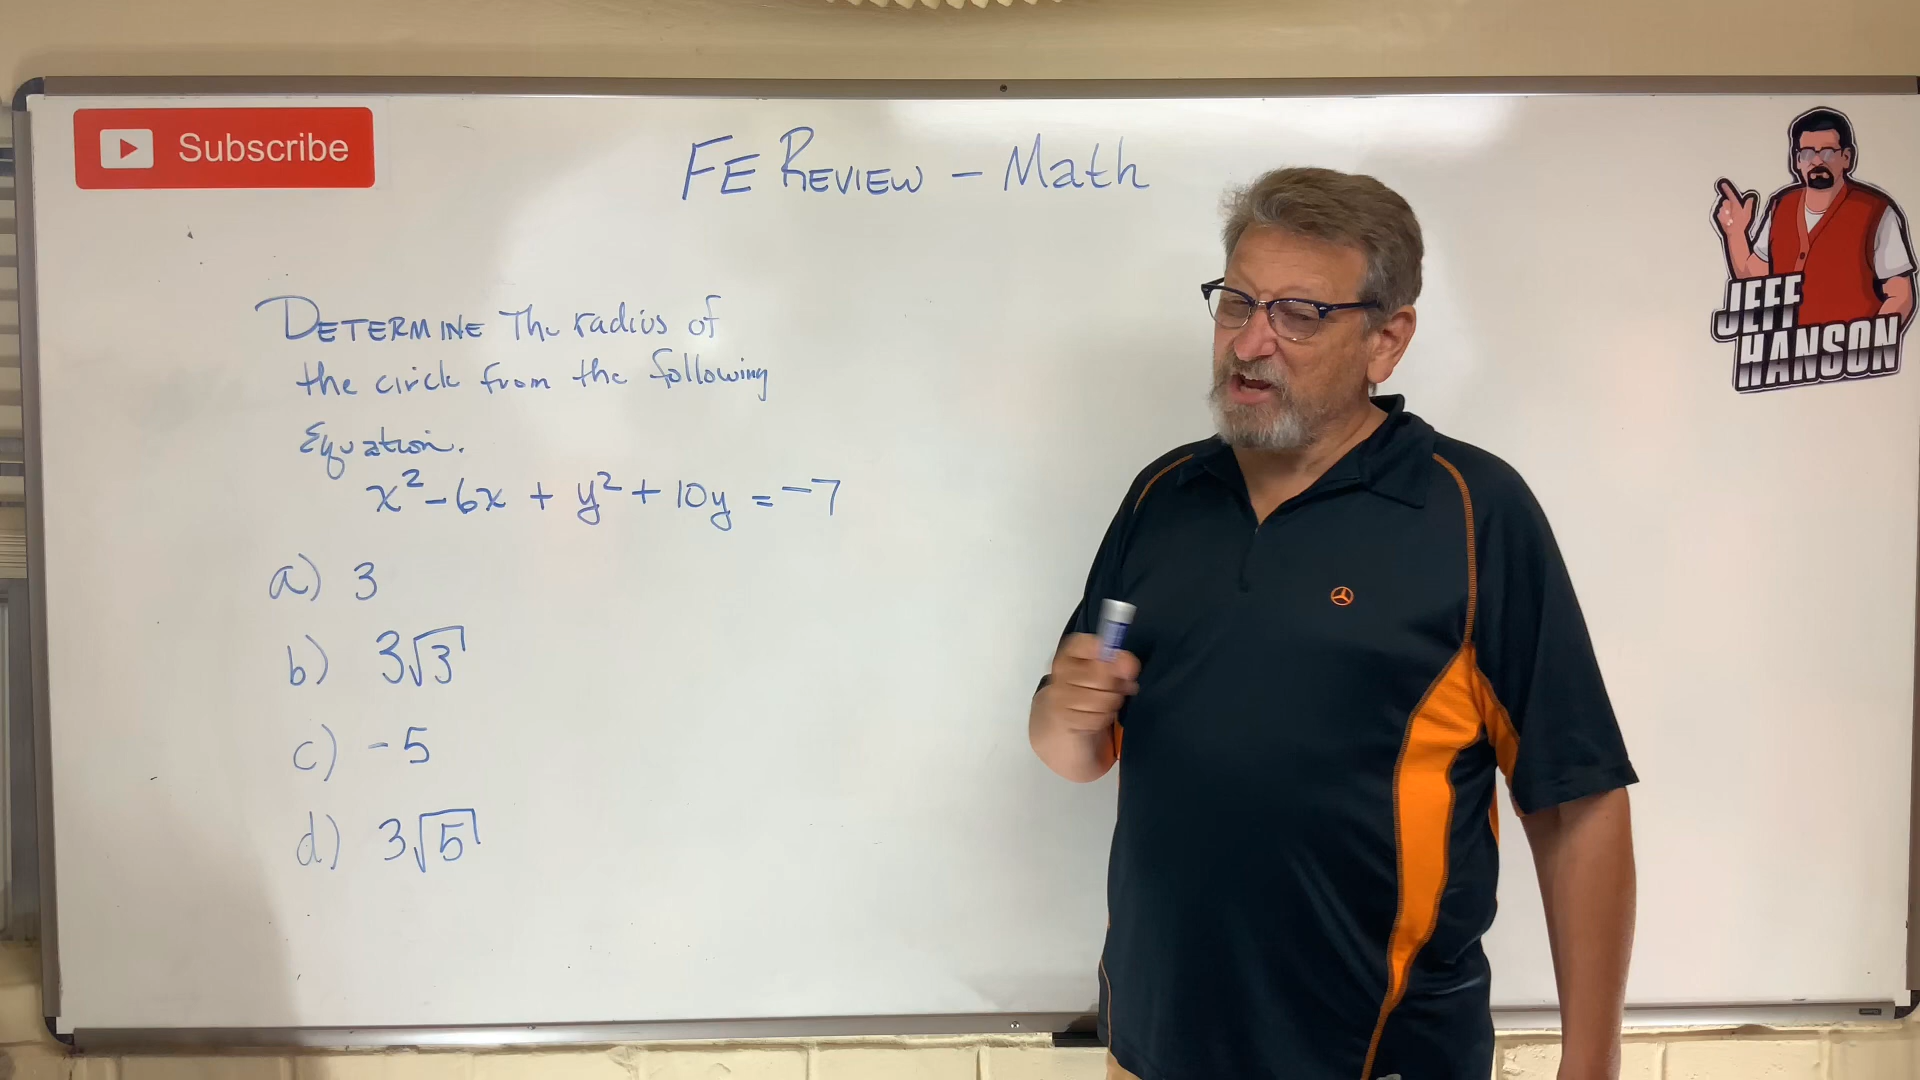 Subscribe
FE REVIEW - Math
JEFF
HANSON
DETERMINE The radius of
the circle from the following
Equation.
x² - 6x + y² + 10y = -7
a) 3
b) 3√3
c) -5
d) 3√5